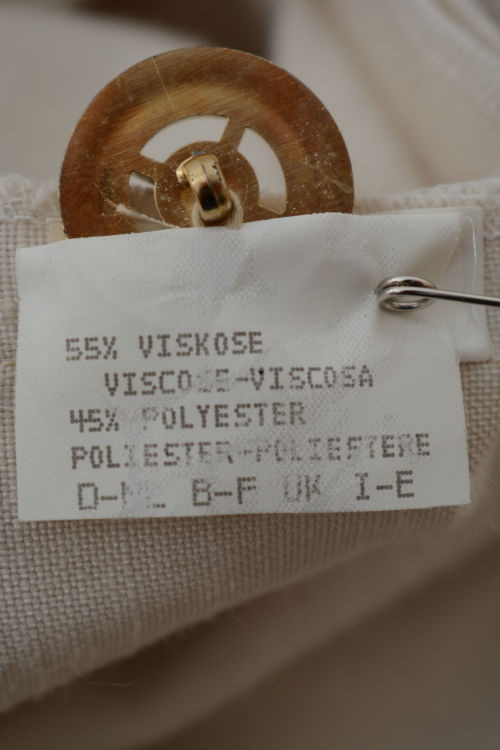 55% VISKOSE
VISCOSE-VISCOSA
45% POLYESTER
POLIESTER-POLIESTERE
D-NL B-F UK I-E